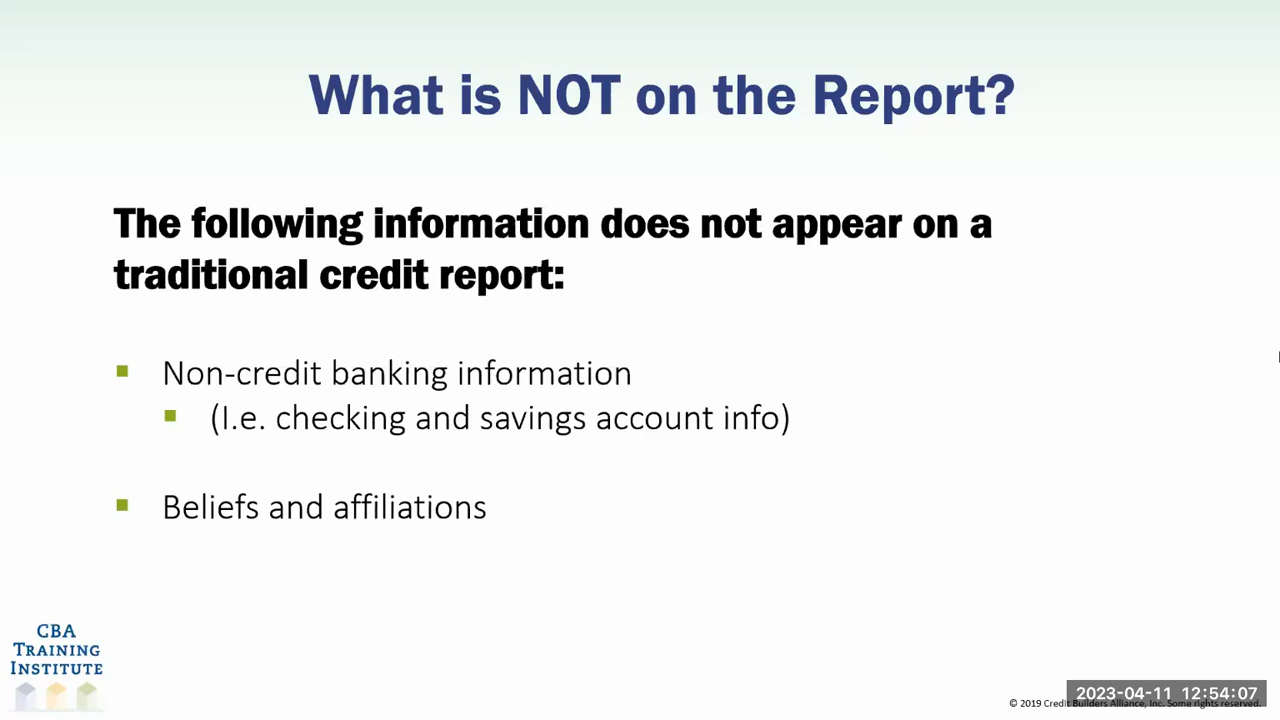 What is NOT on the Report?
The following information does not appear on a
traditional credit report:
Non-credit banking information
(I.e. checking and savings account info)
Beliefs and affiliations
CBA
TRAINING
INSTITUTE
2023-04-11 12:54:07
© 2019 Credit Builders Alliance, Inc. Some rights reserved.